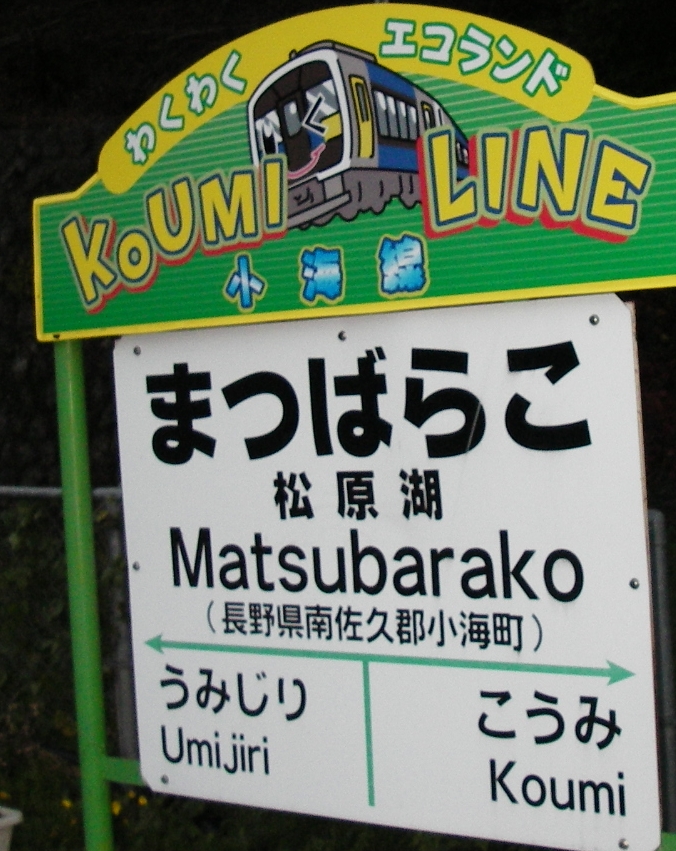 わくわく エコランド
KoUMI LINE
小海線
まつばらこ
松原湖
Matsubarako
(長野県南佐久郡小海町)
うみじり こうみ
Umijiri Koumi